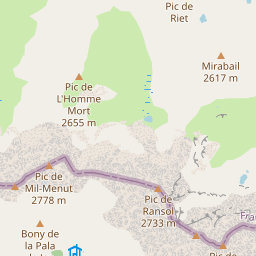 Pic de
Riet
Mirabail
2617 m
Pic de
L'Homme
Mort
2655 m
Pic de
Mil-Menut
2778 m
Pic de
Ransol
2733 m
Bony de
la Pala
Pic de